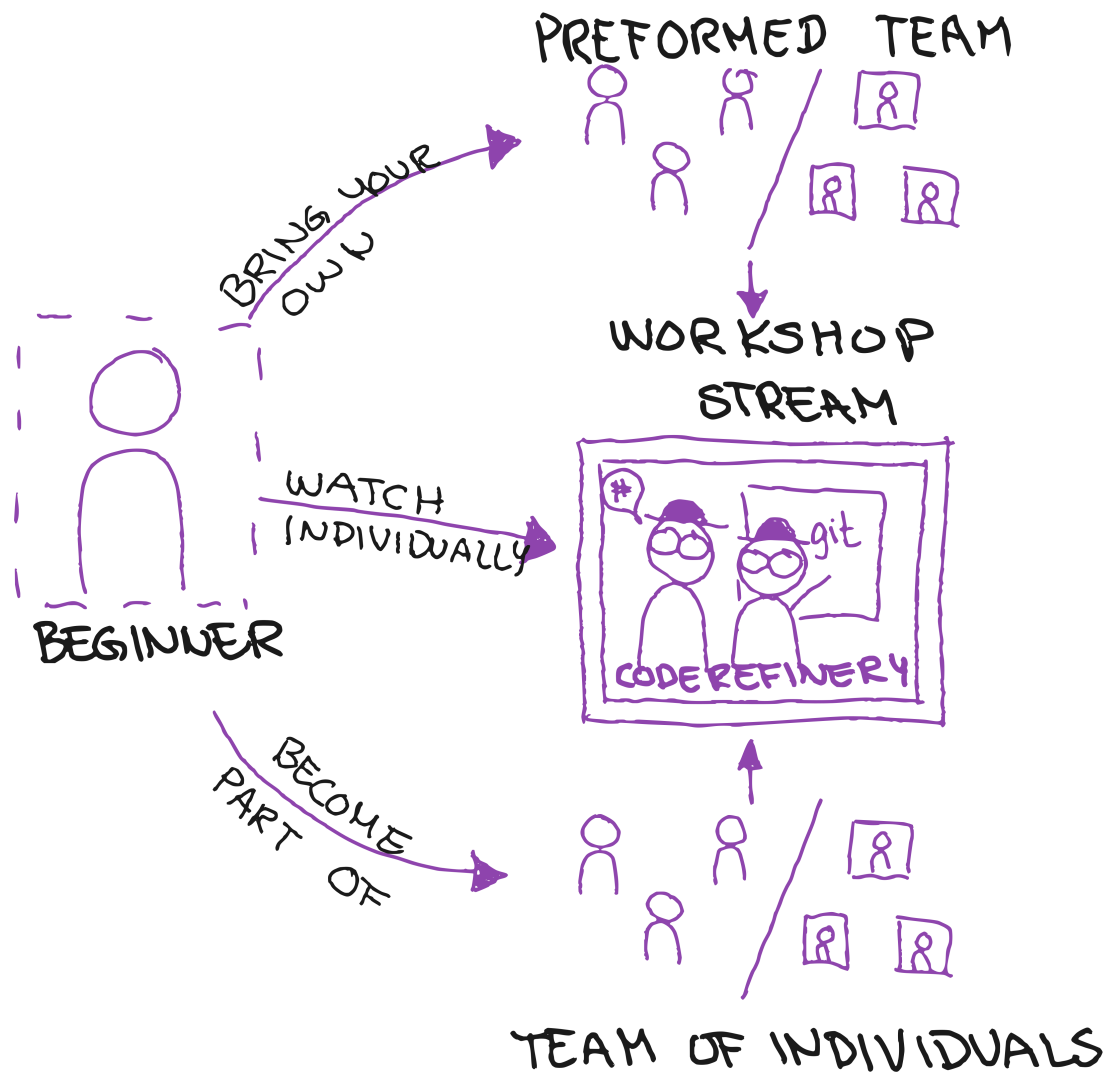 PREFORMED TEAM
BRING YOUR
OWN
WORKSHOP
STREAM
WATCH
INDIVIDUALLY
#
git
CODEREFINERY
BEGINNER
BECOME
PART OF
TEAM OF INDIVIDUALS